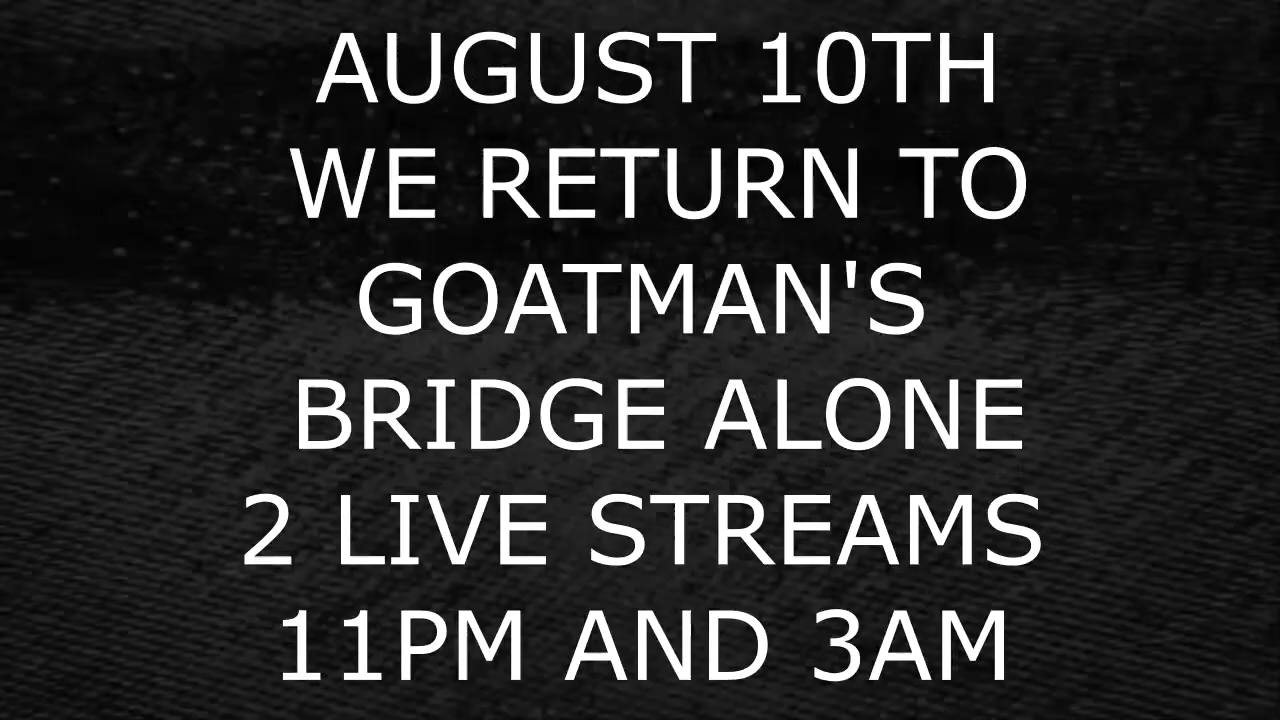 AUGUST 10TH
WE RETURN TO
GOATMAN'S
BRIDGE ALONE
2 LIVE STREAMS
11PM AND 3AM